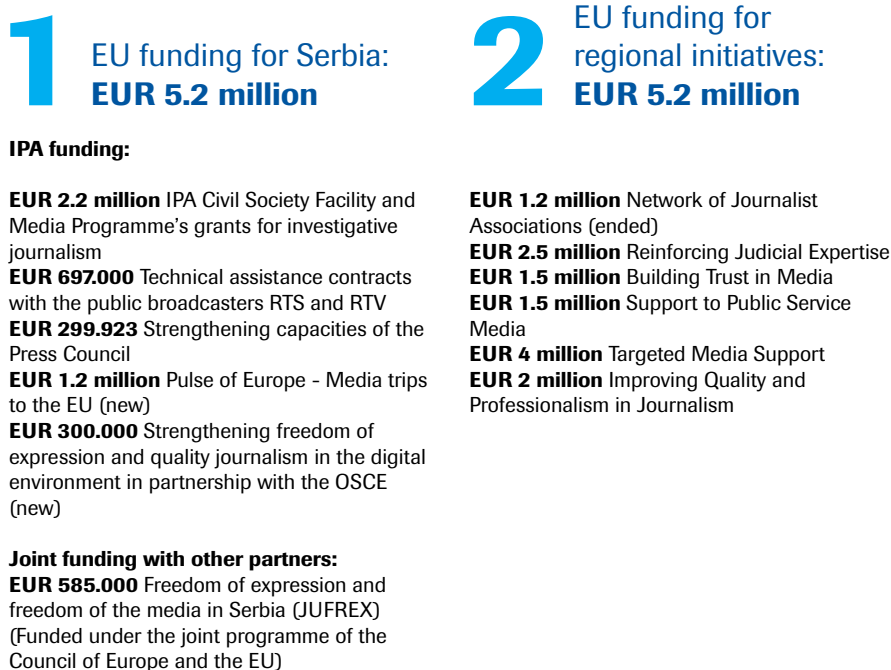 1
EU funding for Serbia:
EUR 5.2 million
IPA funding:
EUR 2.2 million IPA Civil Society Facility and
Media Programme's grants for investigative
journalism
EUR 697.000 Technical assistance contracts
with the public broadcasters RTS and RTV
EUR 299.923 Strengthening capacities of the
Press Council
EUR 1.2 million Pulse of Europe - Media trips
to the EU (new)
EUR 300.000 Strengthening freedom of
expression and quality journalism in the digital
environment in partnership with the OSCE
(new)
Joint funding with other partners:
EUR 585.000 Freedom of expression and
freedom of the media in Serbia (JUFREX)
(Funded under the joint programme of the
Council of Europe and the EU)
2
EU funding for
regional initiatives:
EUR 5.2 million
EUR 1.2 million Network of Journalist
Associations (ended)
EUR 2.5 million Reinforcing Judicial Expertise
EUR 1.5 million Building Trust in Media
EUR 1.5 million Support to Public Service
Media
EUR 4 million Targeted Media Support
EUR 2 million Improving Quality and
Professionalism in Journalism